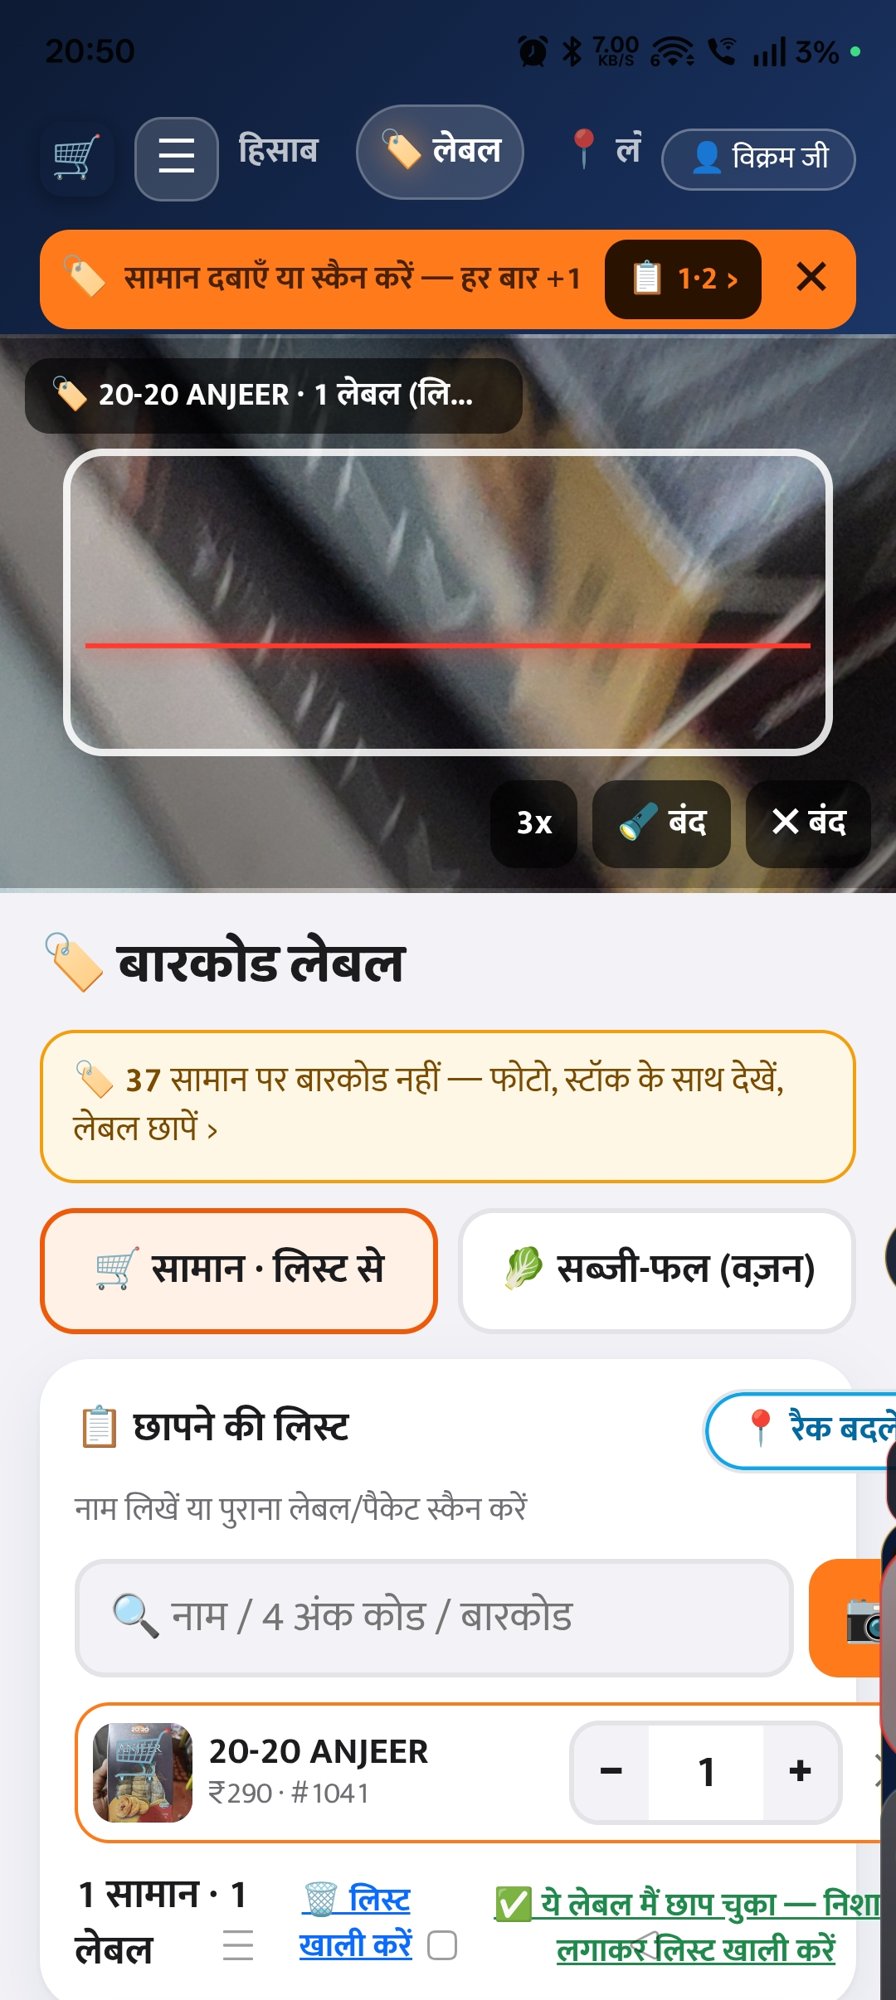 20:50 7.00 KB/S 6 3%
हिसाब लेबल लं विक्रम जी
सामान दबाएँ या स्कैन करें — हर बार +1 1·2 ›
20-20 ANJEER · 1 लेबल (लि...
3x बंद ✕ बंद
बारकोड लेबल
37 सामान पर बारकोड नहीं — फोटो, स्टॉक के साथ देखें,
लेबल छापें ›
सामान · लिस्ट से सब्जी-फल (वज़न)
छापने की लिस्ट रैक बदले
नाम लिखें या पुराना लेबल/पैकेट स्कैन करें
नाम / 4 अंक कोड / बारकोड
20-20 ANJEER
₹290 · #1041
− 1 +
1 सामान · 1
लेबल
लिस्ट
खाली करें
ये लेबल मैं छाप चुका — निशा
लगाकर लिस्ट खाली करें